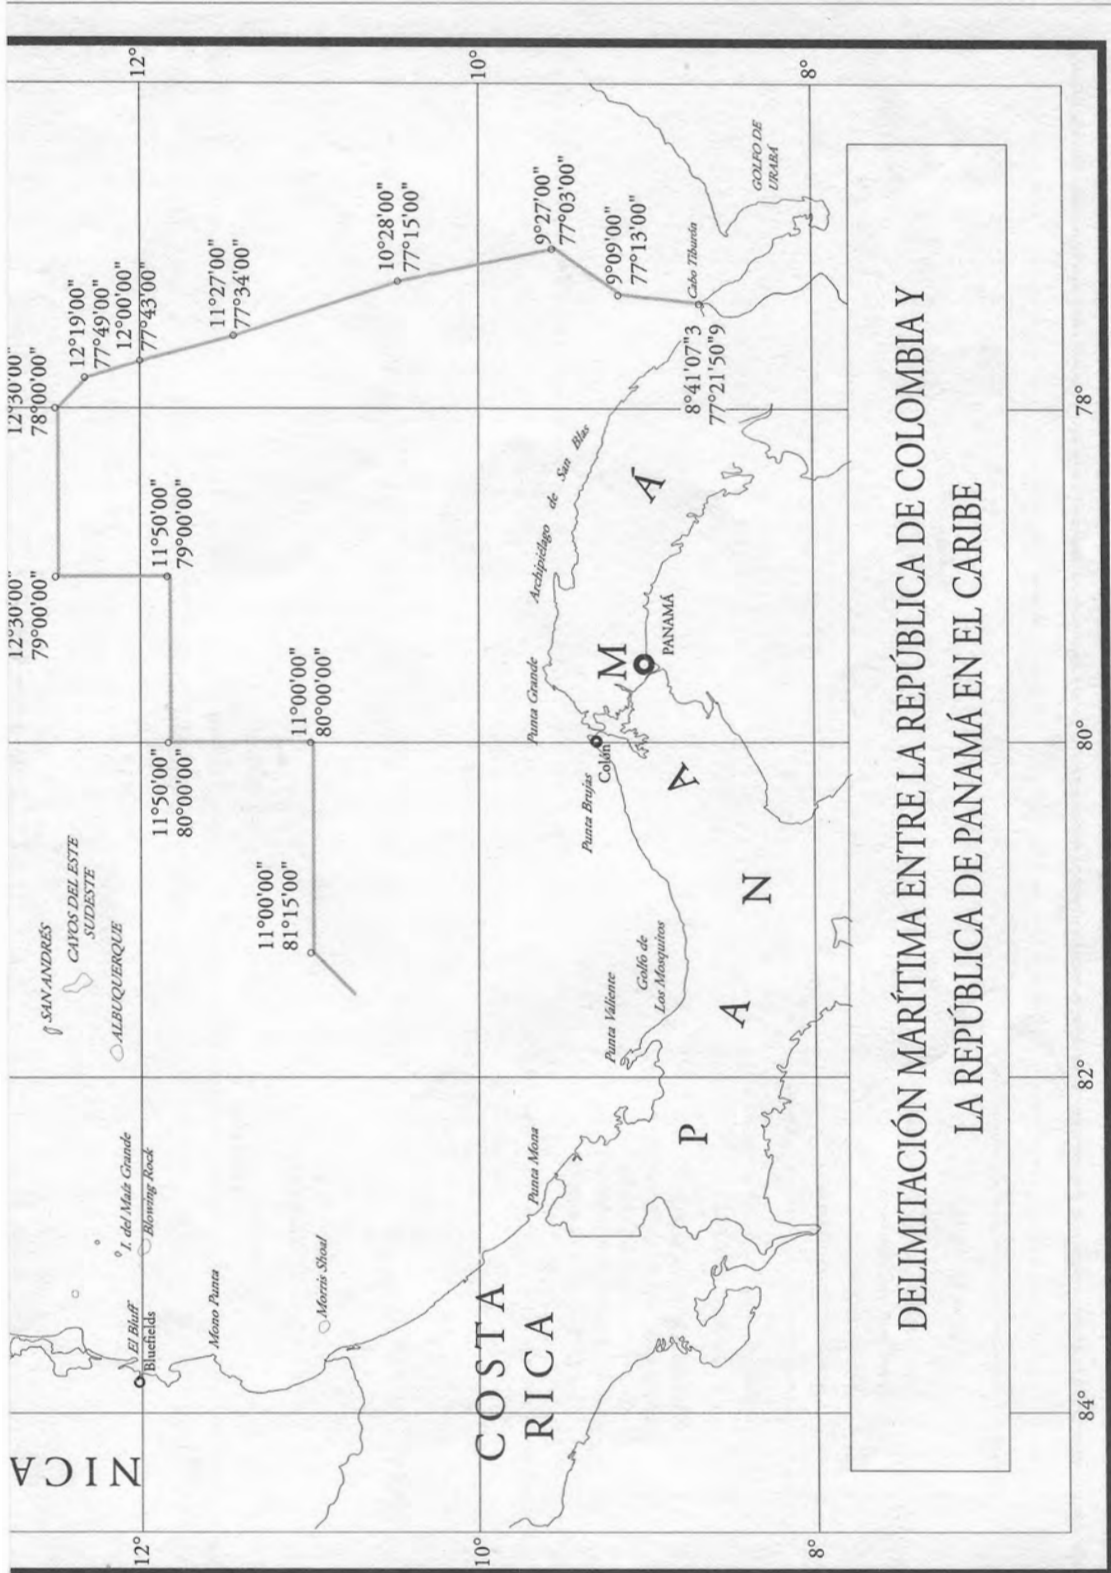 12°
10°
8°
12°30'00"
78°00'00"
12°19'00"
77°49'00"
12°00'00"
77°43'00"
11°27'00"
77°34'00"
10°28'00"
77°15'00"
9°27'00"
77°03'00"
9°09'00"
77°13'00"
8°41'07"3
77°21'50"9
Cabo Tiburón
GOLFO DE
URABÁ
12°30'00"
79°00'00"
11°50'00"
79°00'00"
11°50'00"
80°00'00"
11°00'00"
80°00'00"
11°00'00"
81°15'00"
SAN ANDRÉS
CAYOS DEL ESTE
SUDESTE
ALBUQUERQUE
I. del Maíz Grande
Blowing Rock
El Bluff
Bluefields
Mono Punta
Morris Shoal
NICA
COSTA
RICA
Punta Mona
Punta Valiente
Golfo de
Los Mosquitos
Punta Brujas
Colón
Punta Grande
Archipiélago de San Blas
PANAMÁ
PANAMÁ
78°
80°
82°
84°
12°
10°
8°
DELIMITACIÓN MARÍTIMA ENTRE LA REPÚBLICA DE COLOMBIA Y
LA REPÚBLICA DE PANAMÁ EN EL CARIBE